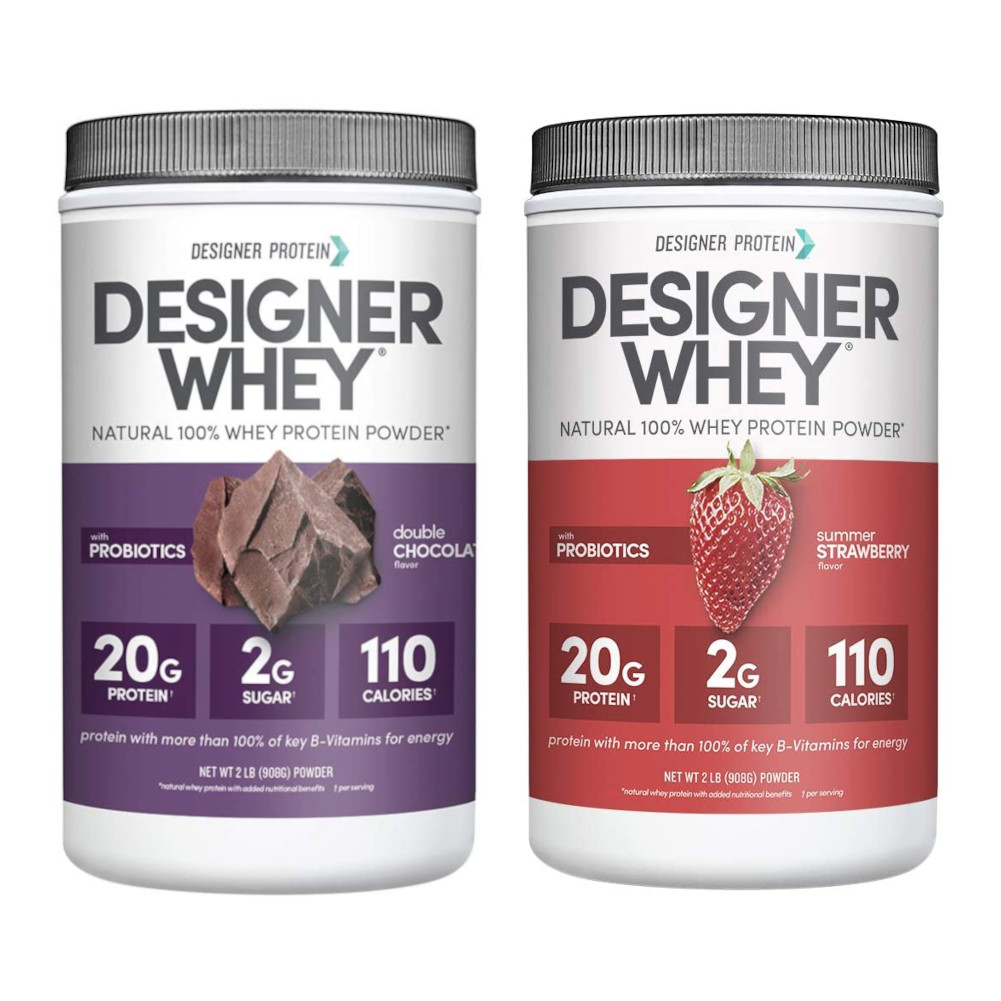 DESIGNER PROTEIN
DESIGNER
WHEY®
NATURAL 100% WHEY PROTEIN POWDER*
with
PROBIOTICS
double
CHOCOLAT
flavor
20G
PROTEIN†
2G
SUGAR†
110
CALORIES†
protein with more than 100% of key B-Vitamins for energy
NET WT 2 LB (908G) POWDER
*natural whey protein with added nutritional benefits † per serving
DESIGNER PROTEIN
DESIGNER
WHEY®
NATURAL 100% WHEY PROTEIN POWDER*
with
PROBIOTICS
summer
STRAWBERRY
flavor
20G
PROTEIN†
2G
SUGAR†
110
CALORIES†
protein with more than 100% of key B-Vitamins for energy
NET WT 2 LB (908G) POWDER
*natural whey protein with added nutritional benefits † per serving